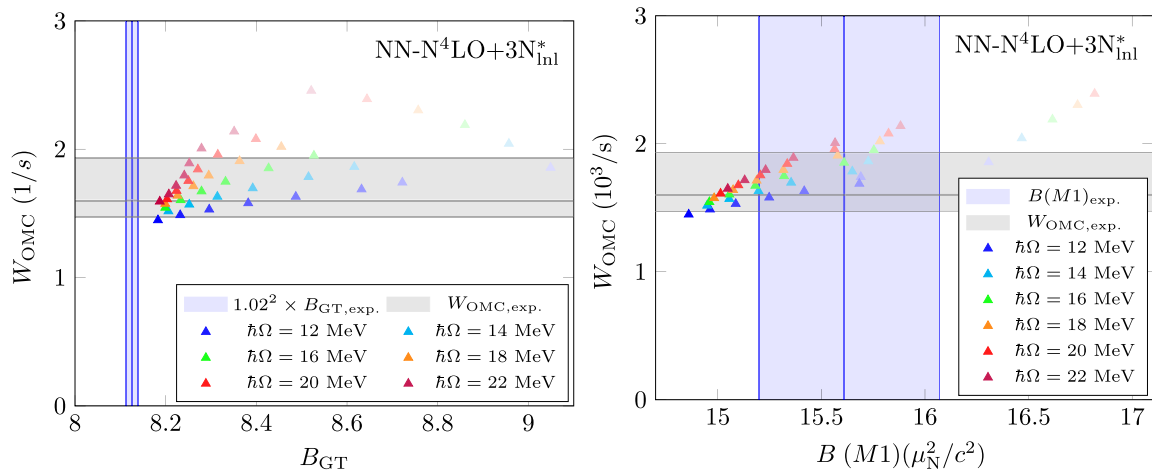 NN-N⁴LO+3N*lnl
3
2
1
0
W_OMC (1/s)
1.02² × B_GT,exp.
W_OMC,exp.
ħΩ = 12 MeV
ħΩ = 14 MeV
ħΩ = 16 MeV
ħΩ = 18 MeV
ħΩ = 20 MeV
ħΩ = 22 MeV
8 8.2 8.4 8.6 8.8 9
B_GT
NN-N⁴LO+3N*lnl
3
2
1
0
W_OMC (10³/s)
B(M1)_exp.
W_OMC,exp.
ħΩ = 12 MeV
ħΩ = 14 MeV
ħΩ = 16 MeV
ħΩ = 18 MeV
ħΩ = 20 MeV
ħΩ = 22 MeV
15 15.5 16 16.5 17
B (M1)(μ_N²/c²)